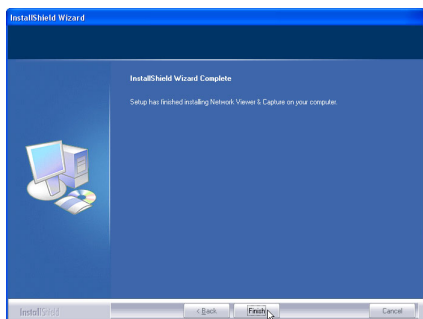 InstallShield Wizard
InstallShield Wizard Complete
Setup has finished installing Network Viewer & Capture on your computer.
InstallShield
< Back
Finish
Cancel